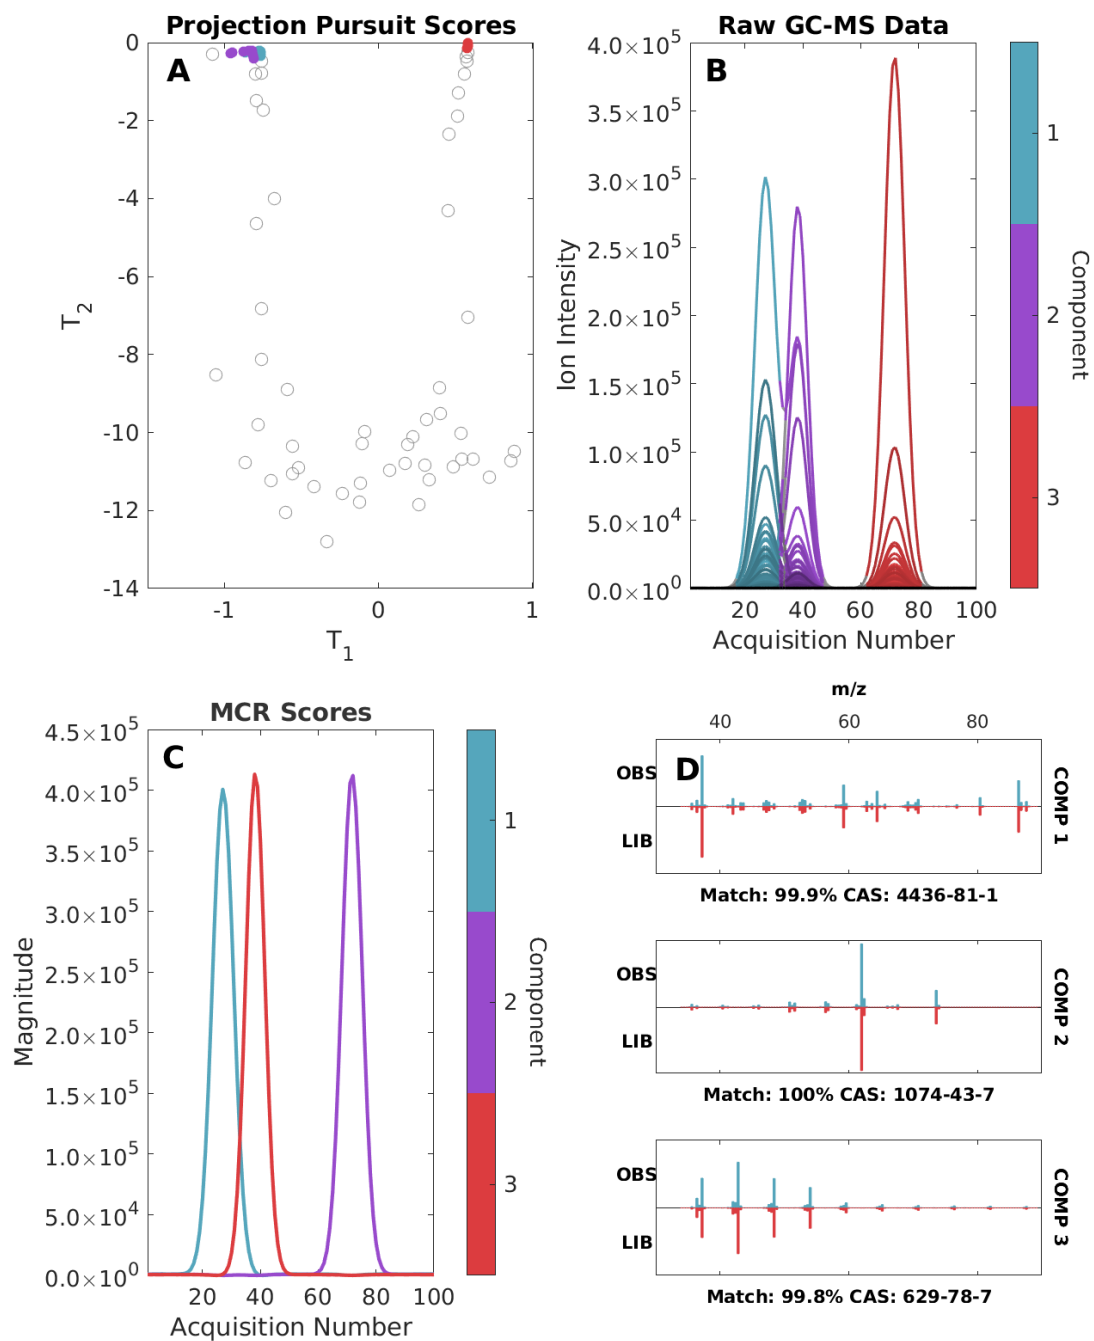 Projection Pursuit Scores
A
0
-2
-4
-6
-8
-10
-12
-14
T2
-1
0
1
T1
Raw GC-MS Data
B
4.0×10^5
3.5×10^5
3.0×10^5
2.5×10^5
2.0×10^5
1.5×10^5
1.0×10^5
5.0×10^4
0.0×10^0
Ion Intensity
20 40 60 80 100
Acquisition Number
1
2
3
Component
MCR Scores
C
4.5×10^5
4.0×10^5
3.5×10^5
3.0×10^5
2.5×10^5
2.0×10^5
1.5×10^5
1.0×10^5
5.0×10^4
0.0×10^0
Magnitude
20 40 60 80 100
Acquisition Number
1
2
3
Component
m/z
40 60 80
D
OBS
LIB
COMP 1
Match: 99.9% CAS: 4436-81-1
OBS
LIB
COMP 2
Match: 100% CAS: 1074-43-7
OBS
LIB
COMP 3
Match: 99.8% CAS: 629-78-7